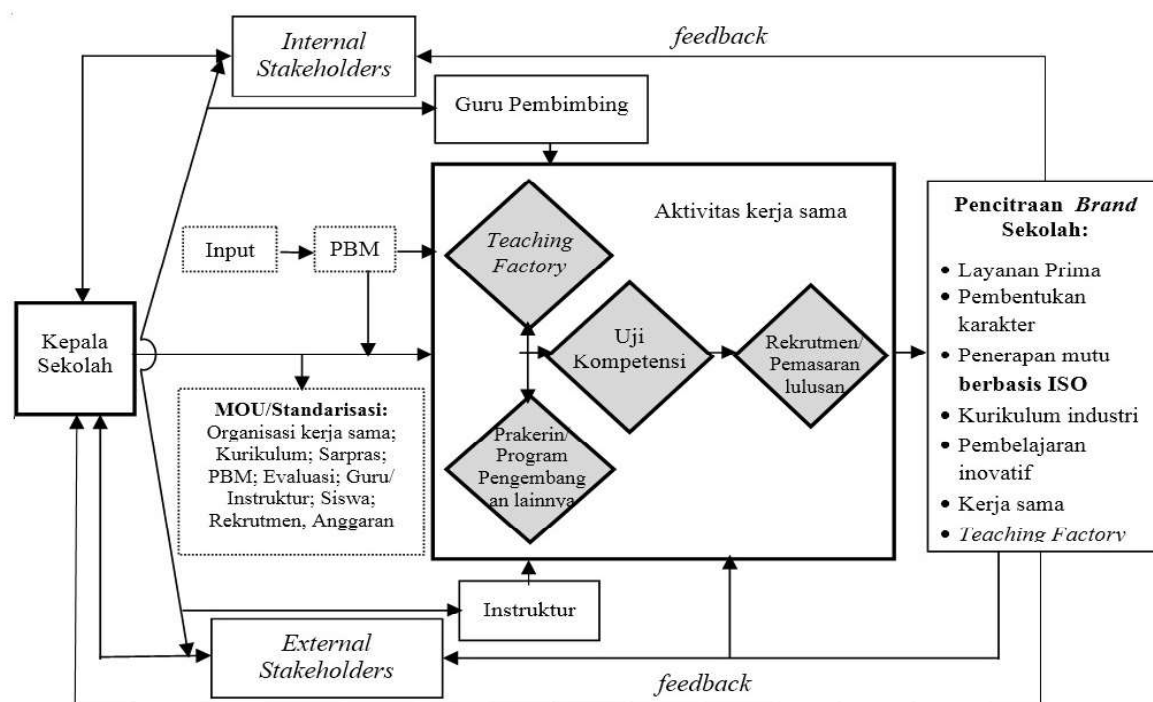 Internal
Stakeholders
feedback
Guru Pembimbing
Aktivitas kerja sama
Input
PBM
Teaching
Factory
Kepala
Sekolah
Uji
Kompetensi
Rekrutmen/
Pemasaran
lulusan
MOU/Standarisasi:
Organisasi kerja sama;
Kurikulum; Sarpras;
PBM; Evaluasi; Guru/
Instruktur; Siswa;
Rekrutmen, Anggaran
Prakerin/
Program
Pengembang
an lainnya
Pencitraan Brand
Sekolah:
• Layanan Prima
• Pembentukan
karakter
• Penerapan mutu
berbasis ISO
• Kurikulum industri
• Pembelajaran
inovatif
• Kerja sama
• Teaching Factory
Instruktur
External
Stakeholders
feedback